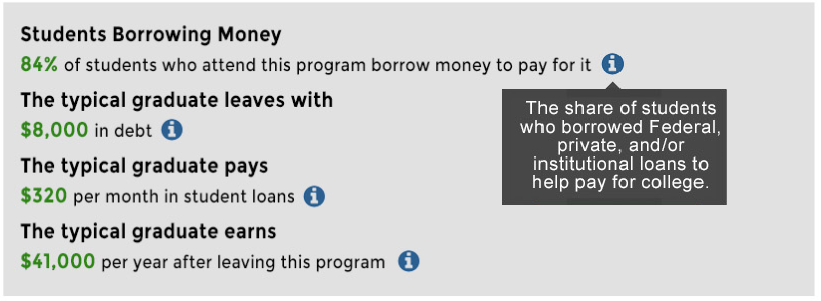 Students Borrowing Money
84% of students who attend this program borrow money to pay for it
The typical graduate leaves with
$8,000 in debt
The share of students
who borrowed Federal,
private, and/or
institutional loans to
help pay for college.
The typical graduate pays
$320 per month in student loans
The typical graduate earns
$41,000 per year after leaving this program